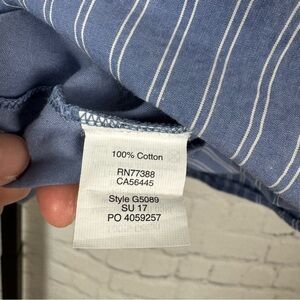 100% Cotton
RN77388
CA56445
Style G5089
SU 17
PO 4059257